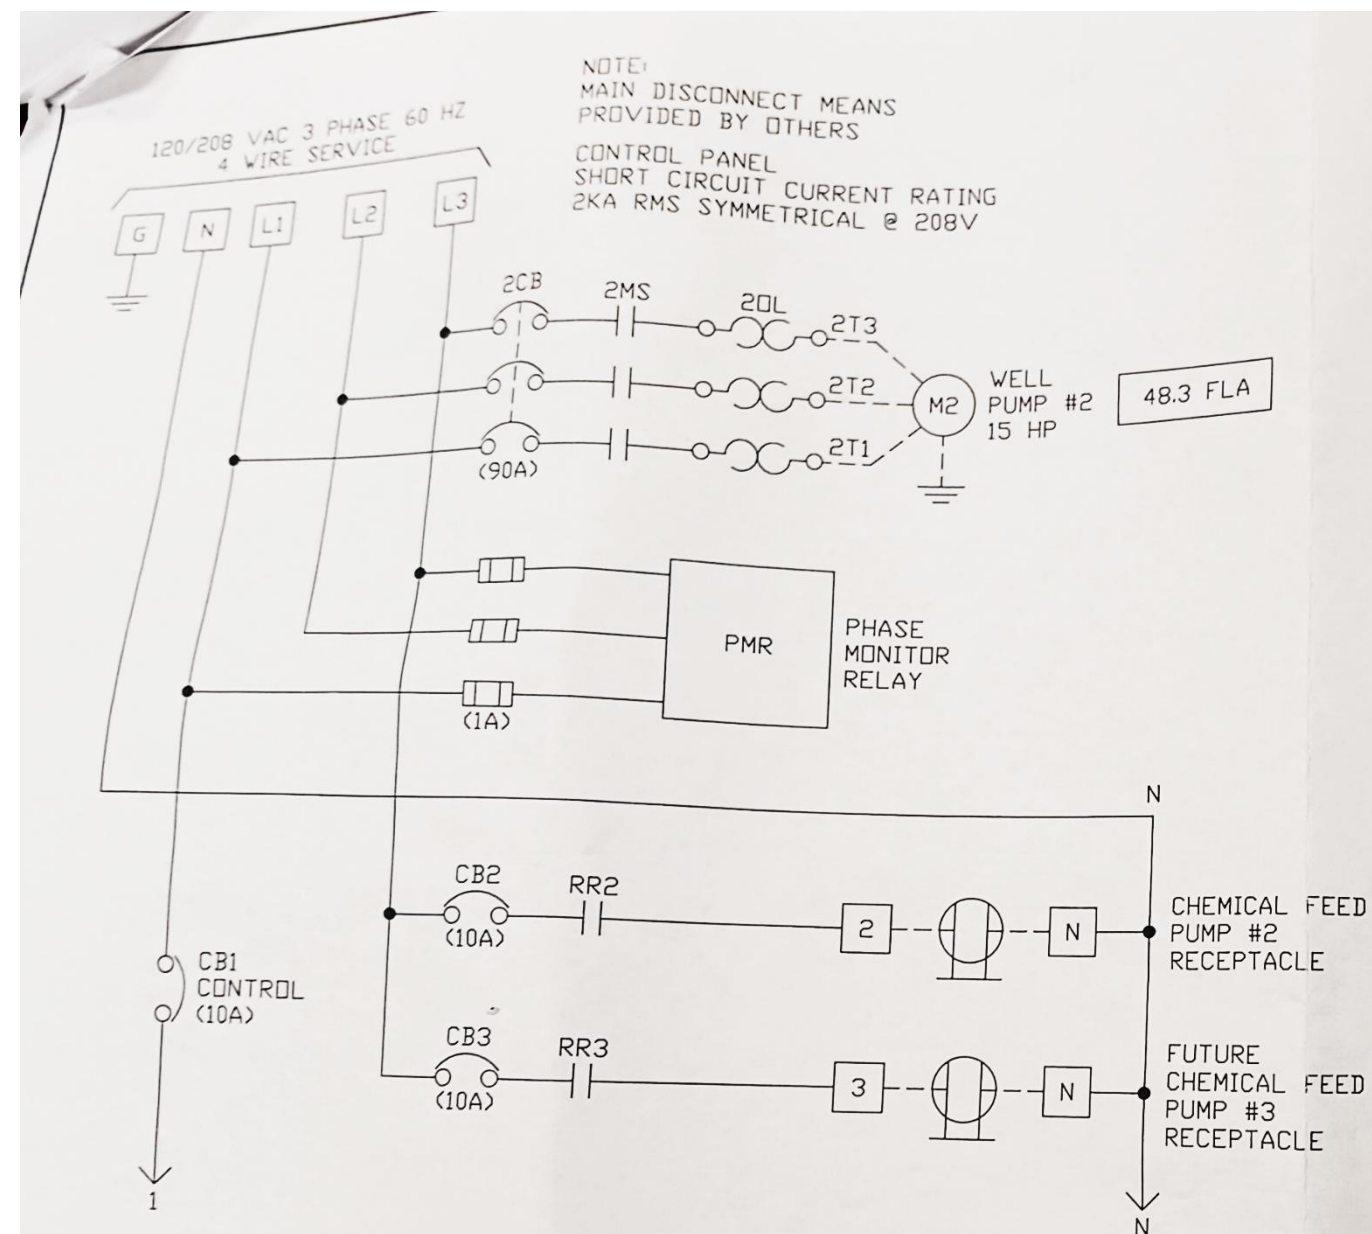 NOTE:
MAIN DISCONNECT MEANS
PROVIDED BY OTHERS
CONTROL PANEL
SHORT CIRCUIT CURRENT RATING
2KA RMS SYMMETRICAL @ 208V
120/208 VAC 3 PHASE 60 HZ
4 WIRE SERVICE
G N L1 L2 L3
2CB 2MS 2OL 2T3
2T2
2T1
(90A)
M2
WELL
PUMP #2
15 HP
48.3 FLA
PMR
PHASE
MONITOR
RELAY
(1A)
N
CB2 RR2
(10A)
2 N
CHEMICAL FEED
PUMP #2
RECEPTACLE
CB1
CONTROL
(10A)
CB3 RR3
(10A)
3 N
FUTURE
CHEMICAL FEED
PUMP #3
RECEPTACLE
1
N